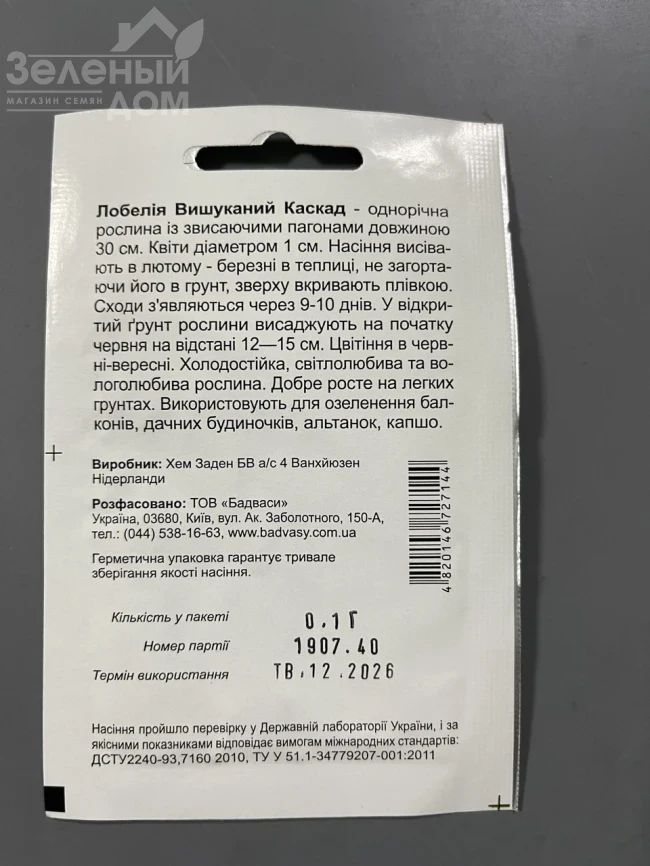 Зеленый
ДОМ
МАГАЗИН СЕМЯН
Лобелія Вишуканий Каскад - однорічна
рослина із звисаючими пагонами довжиною
30 см. Квіти діаметром 1 см. Насіння висіва-
ють в лютому - березні в теплиці, не загорта-
ючи його в грунт, зверху вкривають плівкою.
Сходи з'являються через 9-10 днів. У відкри-
тий ґрунт рослини висаджують на початку
червня на відстані 12—15 см. Цвітіння в черв-
ні-вересні. Холодостійка, світлолюбива та во-
логолюбива рослина. Добре росте на легких
грунтах. Використовують для озеленення бал-
конів, дачних будиночків, альтанок, капшо.
Виробник: Хем Заден БВ а/с 4 Ванхйюзен
Нідерланди
Розфасовано: ТОВ «Бадваси»
Україна, 03680, Київ, вул. Ак. Заболотного, 150-А,
тел.: (044) 538-16-63, www.badvasy.com.ua
Герметична упаковка гарантує тривале
зберігання якості насіння.
4 820146 727144
Кількість у пакеті 0.1Г
Номер партії 1907.40
Термін використання ТВ.12.2026
Насіння пройшло перевірку у Державній лабораторії України, і за
якісними показниками відповідає вимогам міжнародних стандартів:
ДСТУ2240-93,7160 2010, ТУ У 51.1-34779207-001:2011